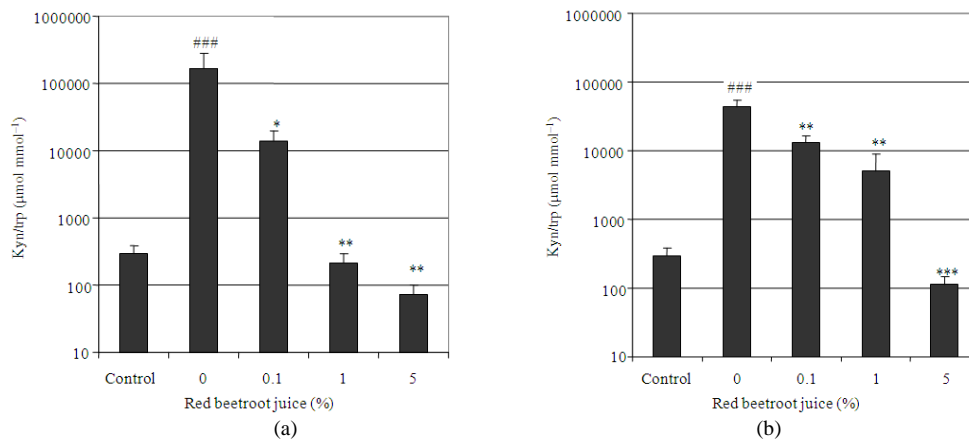 1000000
100000
10000
1000
100
10
Kyn/trp (µmol mmol⁻¹)
###
*
**
**
Control 0 0.1 1 5
Red beetroot juice (%)
(a)
1000000
100000
10000
1000
100
10
Kyn/trp (µmol mmol⁻¹)
###
**
**
***
Control 0 0.1 1 5
Red beetroot juice (%)
(b)